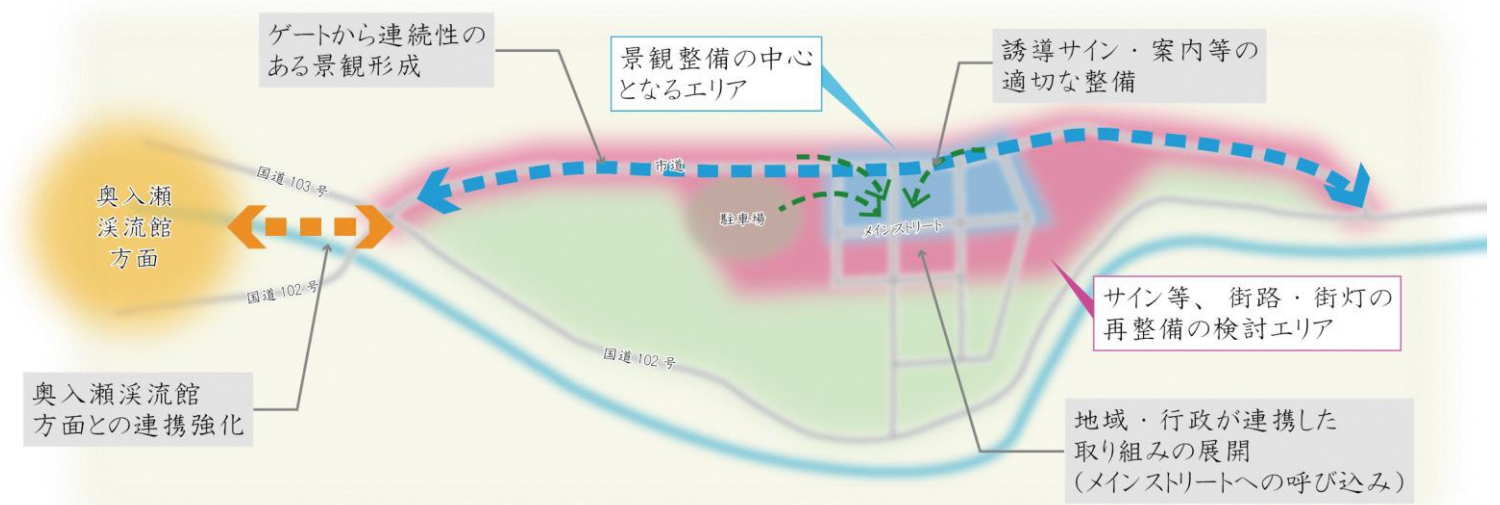 ゲートから連続性の
ある景観形成
景観整備の中心
となるエリア
誘導サイン・案内等の
適切な整備
国道103号
市道
奥入瀬
渓流館
方面
駐車場
メインストリート
国道102号
サイン等、街路・街灯の
再整備の検討エリア
国道102号
奥入瀬渓流館
方面との連携強化
地域・行政が連携した
取り組みの展開
(メインストリートへの呼び込み)